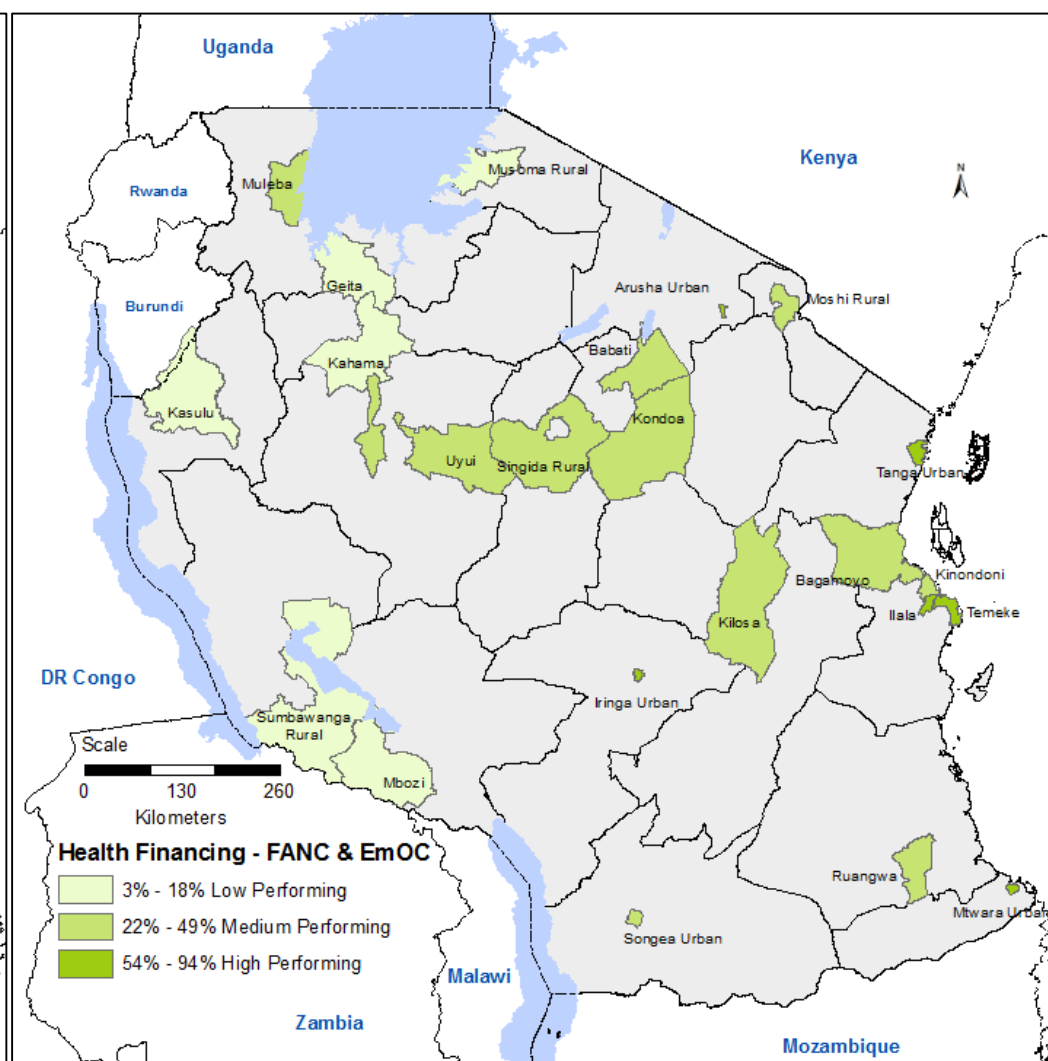 Uganda
Kenya
N
Rwanda
Muleba
Musoma Rural
Burundi
Geita
Arusha Urban
Moshi Rural
Babati
Kahama
Kasulu
Kondoa
Uyui
Singida Rural
Tanga Urban
Bagamoyo
Kinondoni
Ilala
Temeke
Kilosa
DR Congo
Iringa Urban
Sumbawanga
Rural
Mbozi
Scale
0 130 260
Kilometers
Health Financing - FANC & EmOC
3% - 18% Low Performing
22% - 49% Medium Performing
54% - 94% High Performing
Ruangwa
Mtwara Urban
Songea Urban
Malawi
Zambia
Mozambique